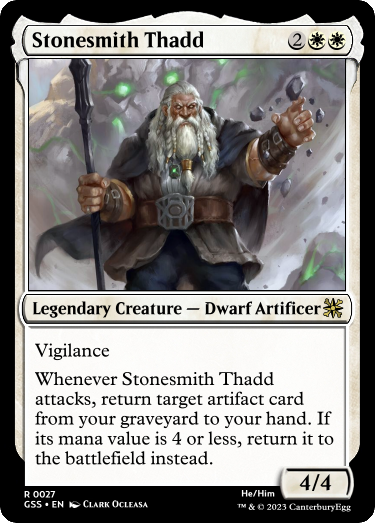 Stonesmith Thadd 2
Legendary Creature — Dwarf Artificer
Vigilance
Whenever Stonesmith Thadd
attacks, return target artifact card
from your graveyard to your hand. If
its mana value is 4 or less, return it to
the battlefield instead.
4/4
R 0027
He/Him
GSS • EN Clark Ocleasa
™ & © 2023 CanterburyEgg